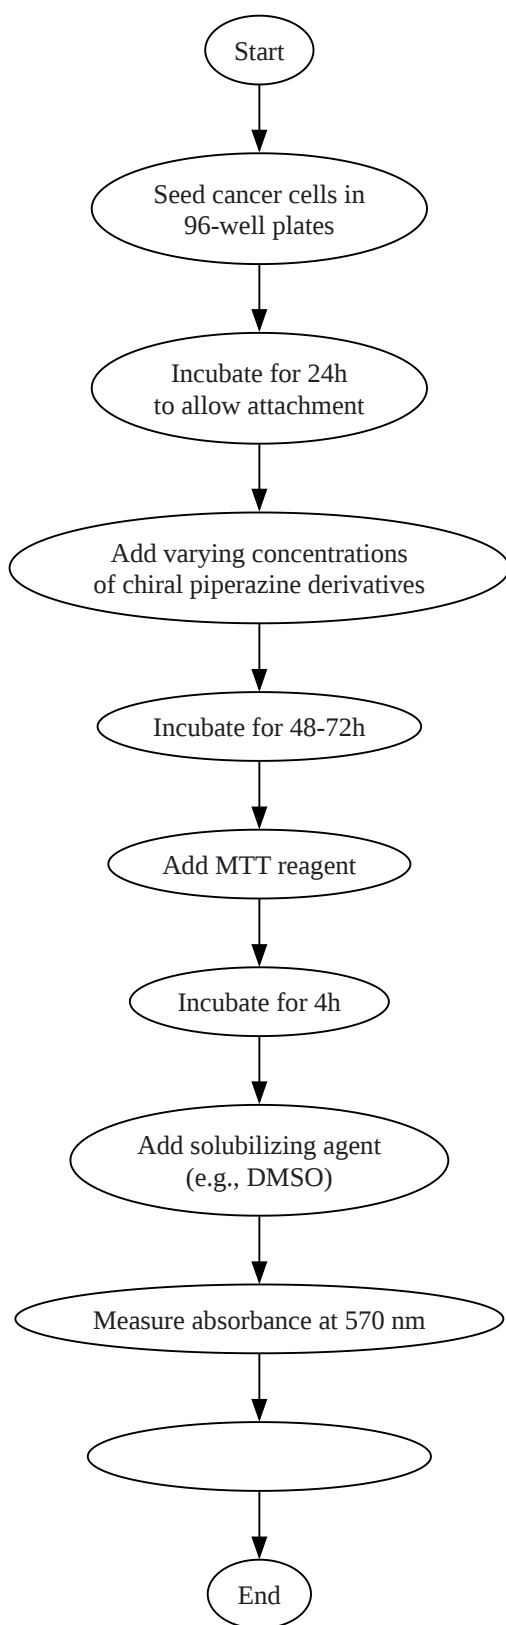 Start
Seed cancer cells in
96-well plates
Incubate for 24h
to allow attachment
Add varying concentrations
of chiral piperazine derivatives
Incubate for 48-72h
Add MTT reagent
Incubate for 4h
Add solubilizing agent
(e.g., DMSO)
Measure absorbance at 570 nm
End